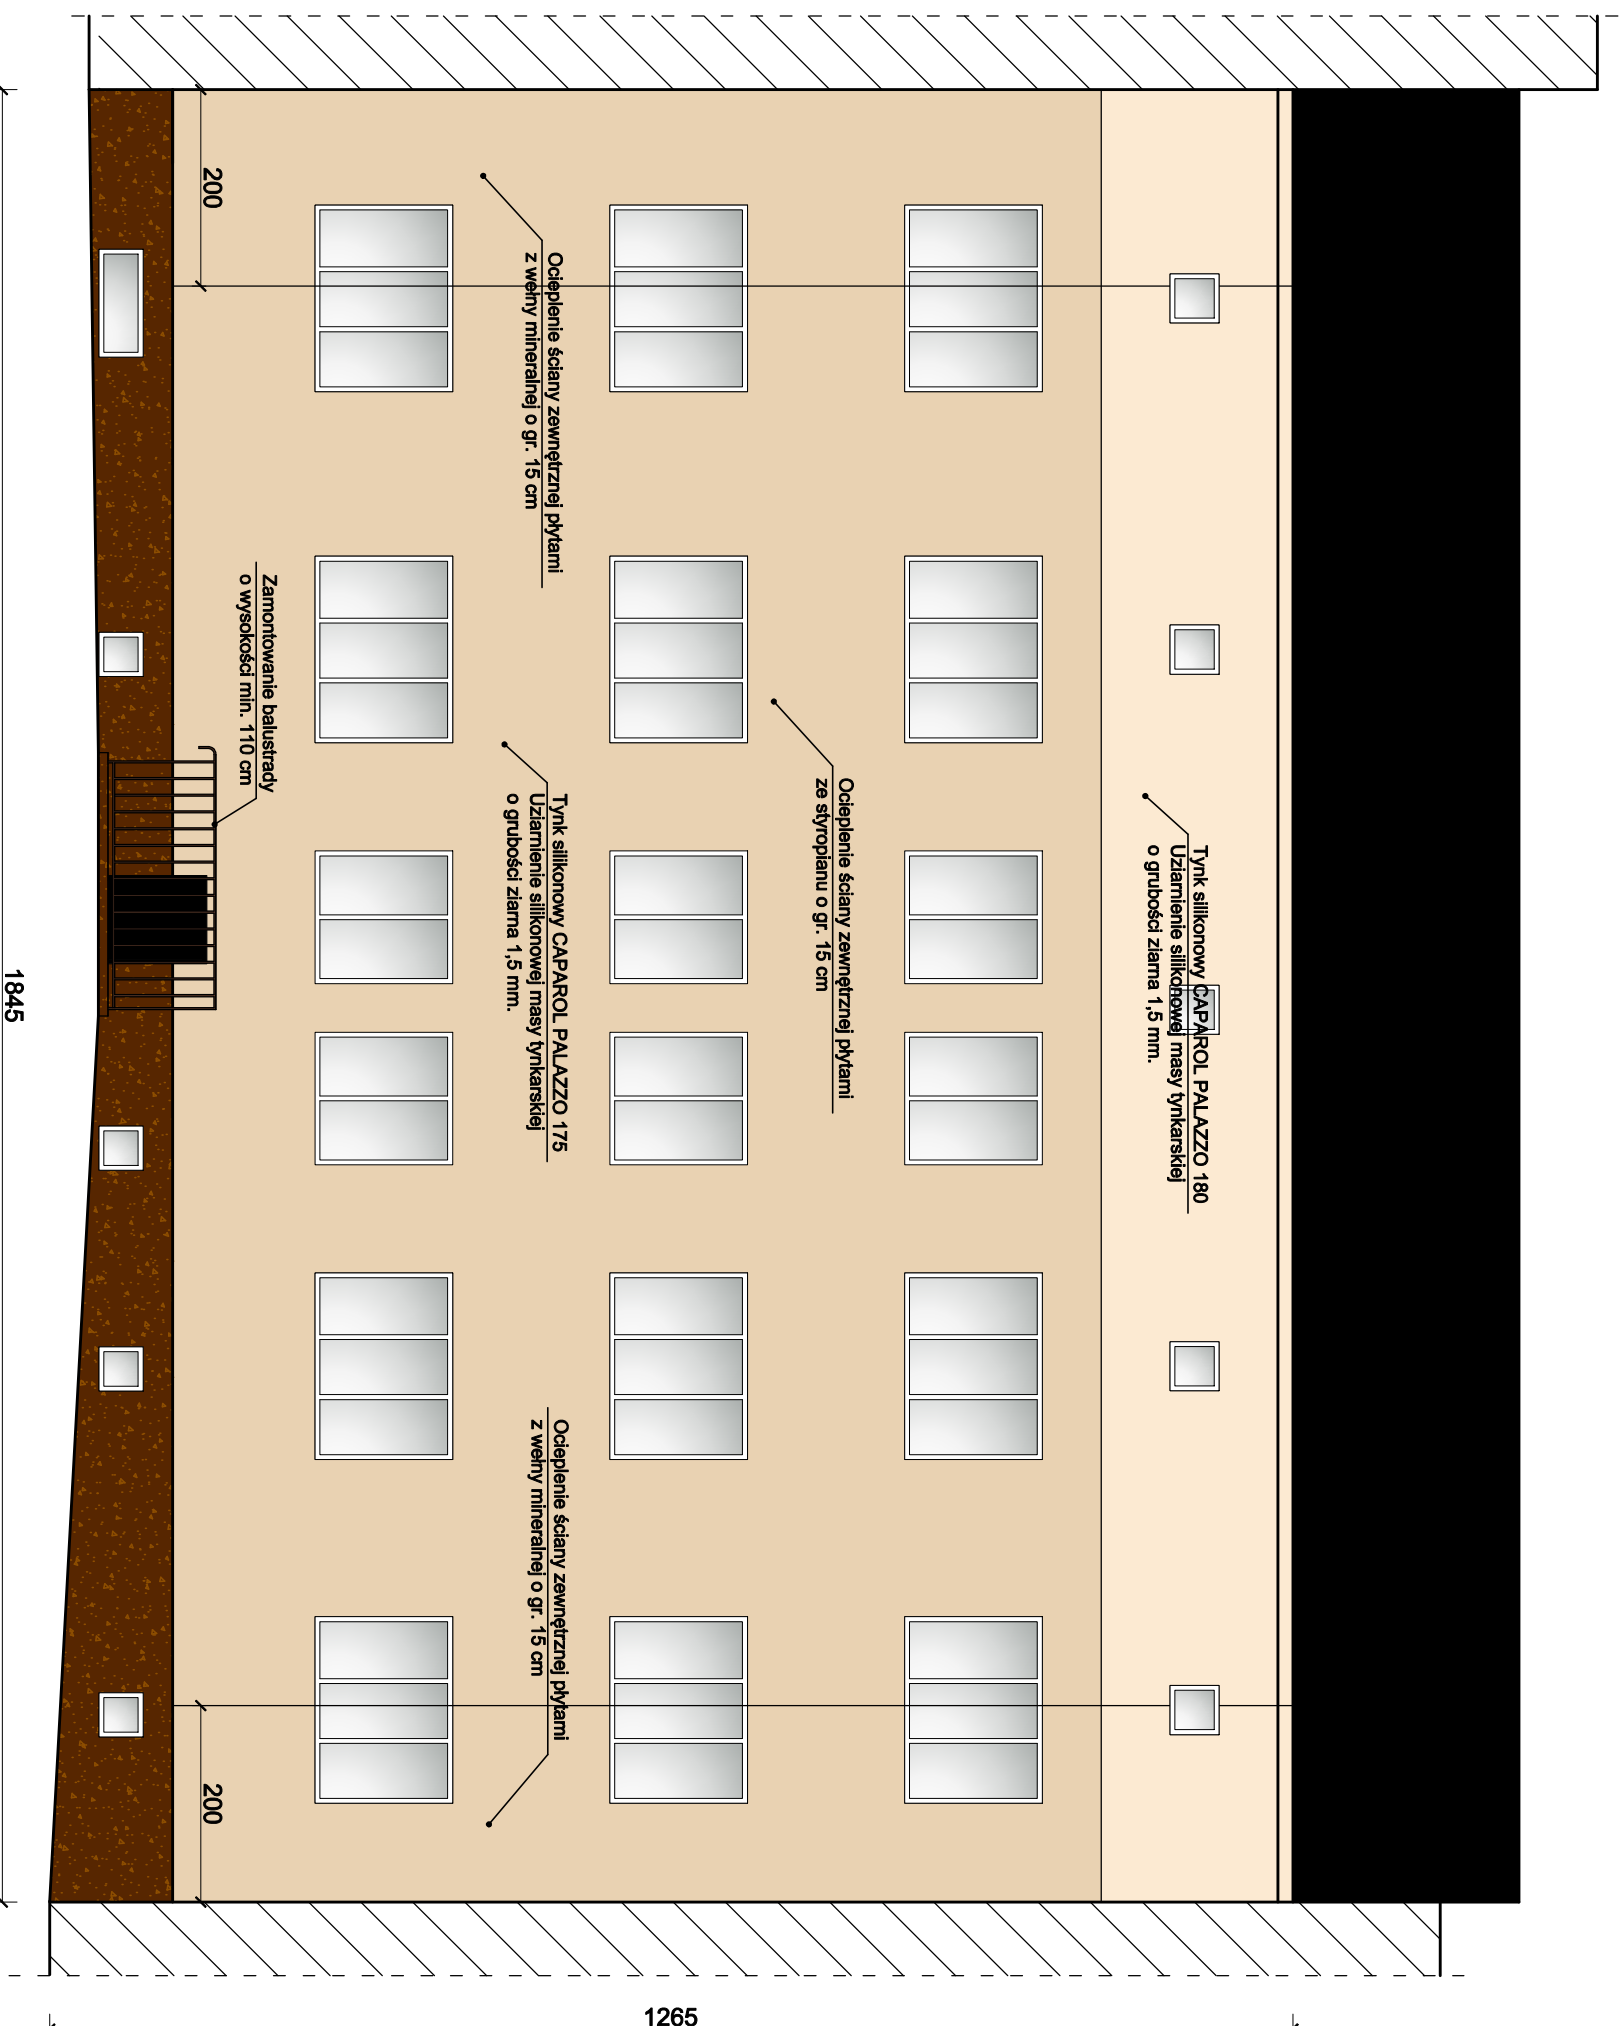 Tynk silikonowy CAPAROL PALAZZO 180
Uziarnienie silikonowej masy tynkarskiej
o grubości ziarna 1,5 mm.
Ocieplenie ściany zewnętrznej płytami
ze styropianu o gr. 15 cm
Ocieplenie ściany zewnętrznej płytami
z wełny mineralnej o gr. 15 cm
Tynk silikonowy CAPAROL PALAZZO 175
Uziarnienie silikonowej masy tynkarskiej
o grubości ziarna 1,5 mm.
Ocieplenie ściany zewnętrznej płytami
z wełny mineralnej o gr. 15 cm
Zamontowanie balustrady
o wysokości min. 110 cm
200
200
1845
1265